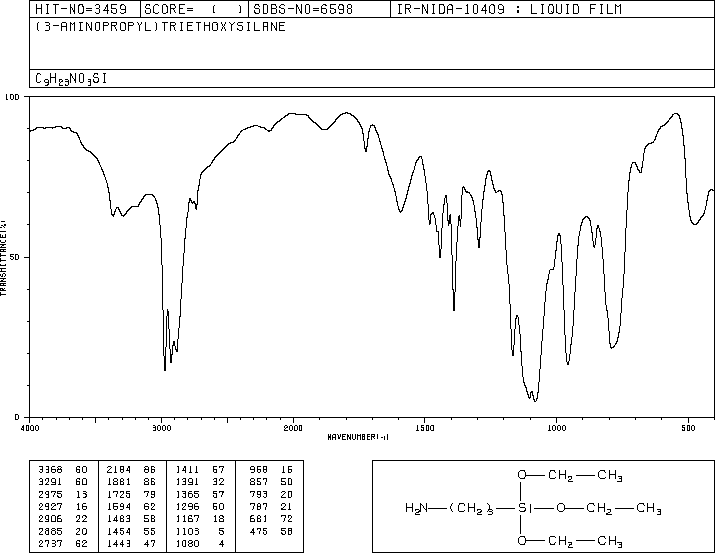 HIT-NO=3459 SCORE= ( ) SDBS-NO=6598 IR-NIDA-10409 : LIQUID FILM
(3-AMINOPROPYL)TRIETHOXYSILANE
C9H23NO3SI
100
50
0
TRANSMITTANCE(%)
4000 3000 2000 1500 1000 500
WAVENUMBER(-1)
3368 60 2184 86 1411 57 958 16
3291 60 1881 86 1391 32 857 50
2975 13 1725 79 1365 57 793 20
2927 16 1594 62 1296 50 787 21
2906 22 1483 58 1167 18 681 72
2885 20 1454 55 1103 5 475 58
2737 62 1443 47 1080 4
O—CH2—CH3
H2N—(CH2)3—SI—O—CH2—CH3
O—CH2—CH3